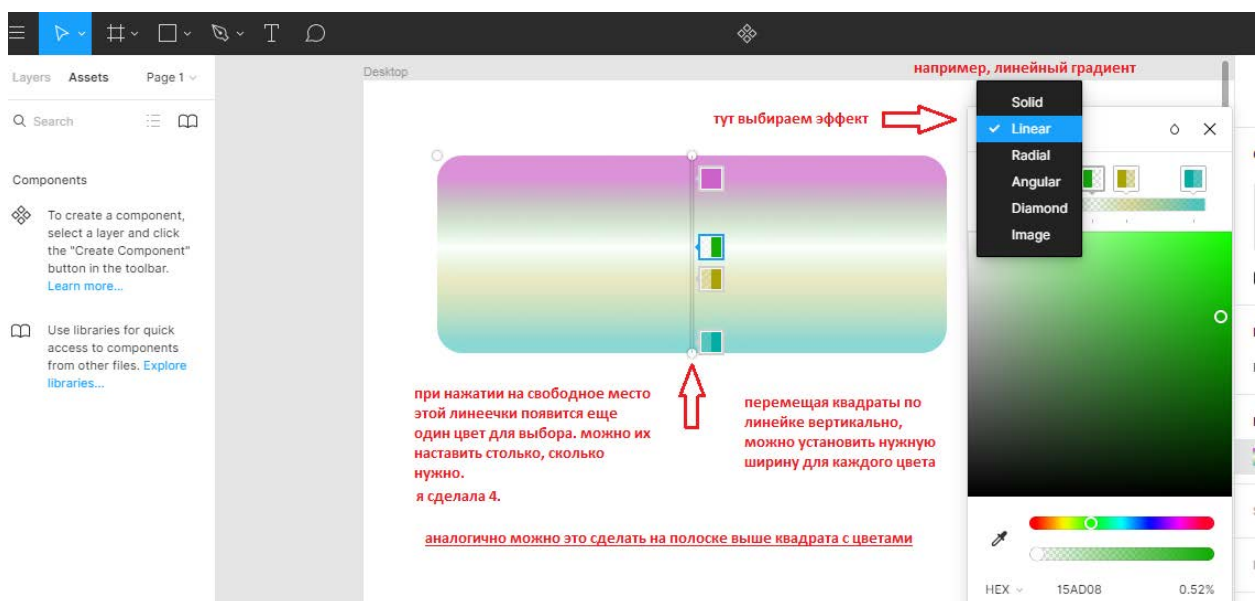 Layers Assets Page 1
Desktop
например, линейный градиент
Search
тут выбираем эффект
Solid
Linear
Radial
Angular
Diamond
Image
Components
To create a component,
select a layer and click
the "Create Component"
button in the toolbar.
Learn more...
Use libraries for quick
access to components
from other files. Explore
libraries...
при нажатии на свободное место
этой линеечки появится еще
один цвет для выбора. можно их
наставить столько, сколько
нужно.
я сделала 4.
перемещая квадраты по
линейке вертикально,
можно установить нужную
ширину для каждого цвета
аналогично можно это сделать на полоске выше квадрата с цветами
HEX 15AD08 0.52%